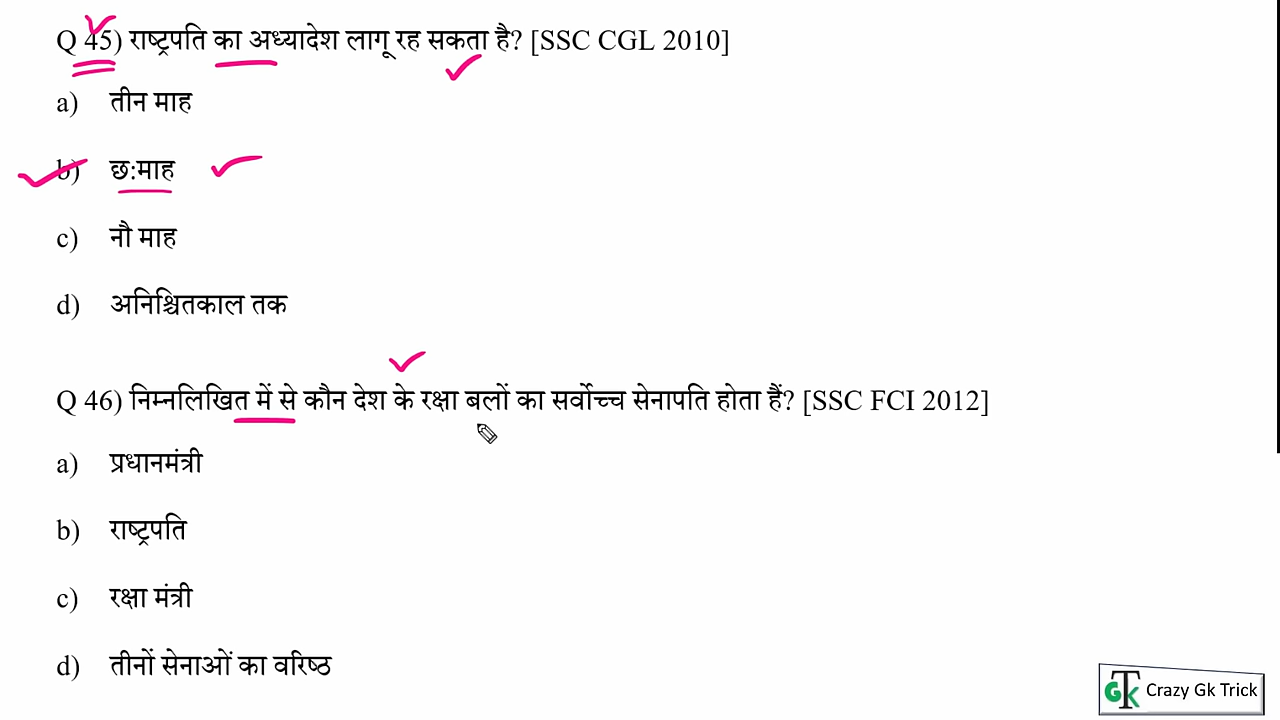 Q 45) राष्ट्रपति का अध्यादेश लागू रह सकता है? [SSC CGL 2010]
a) तीन माह
b) छ:माह
c) नौ माह
d) अनिश्चितकाल तक
Q 46) निम्नलिखित में से कौन देश के रक्षा बलों का सर्वोच्च सेनापति होता हैं? [SSC FCI 2012]
a) प्रधानमंत्री
b) राष्ट्रपति
c) रक्षा मंत्री
d) तीनों सेनाओं का वरिष्ठ
GTK Crazy Gk Trick